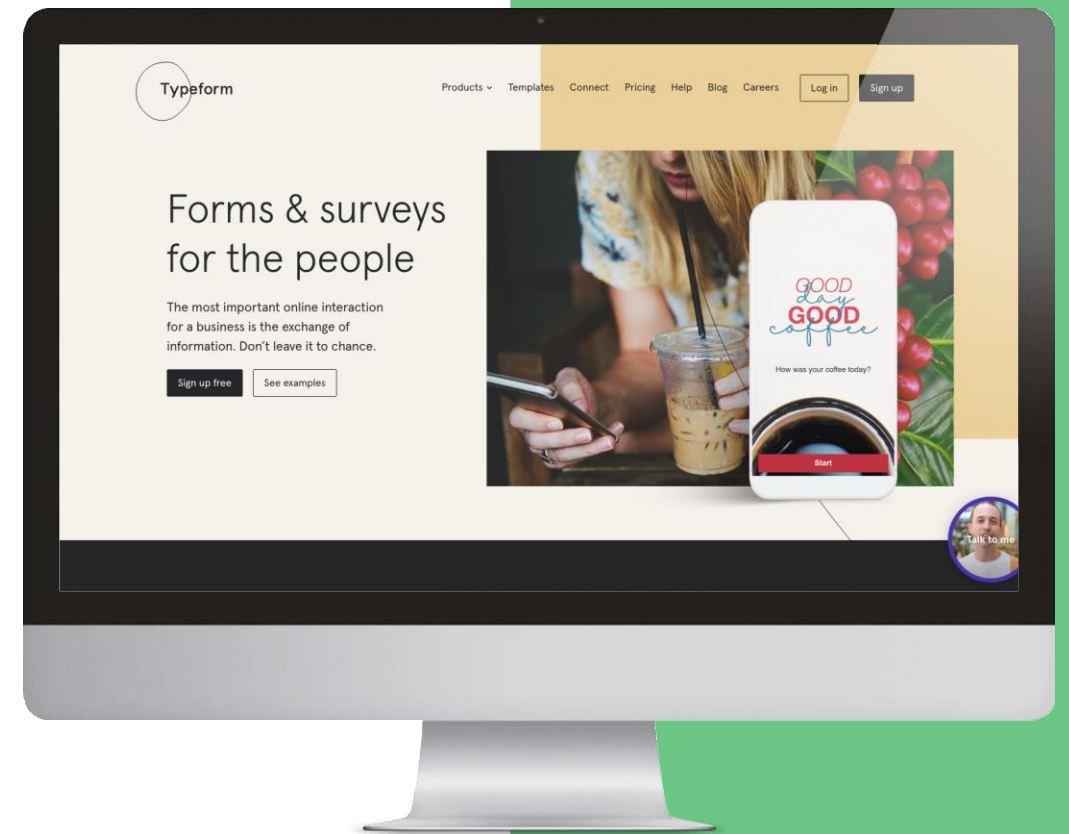 Typeform
Products Templates Connect Pricing Help Blog Careers Log in Sign up
Forms & surveys
for the people
The most important online interaction
for a business is the exchange of
information. Don’t leave it to chance.
Sign up free See examples
GOOD
day
GOOD
coffee
How was your coffee today?
Start
Talk to me